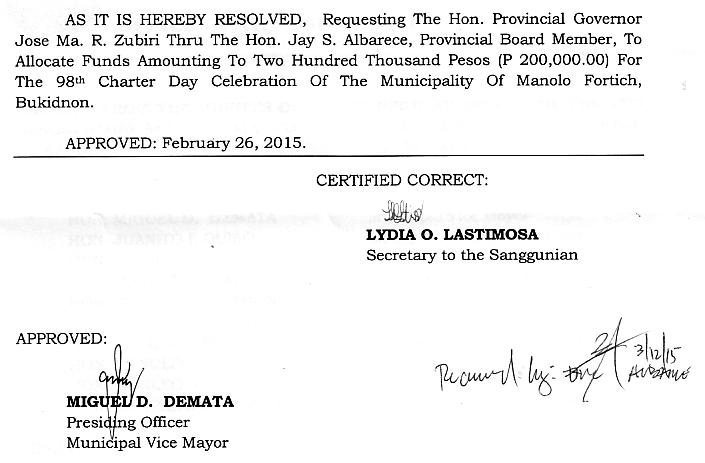 AS IT IS HEREBY RESOLVED, Requesting The Hon. Provincial Governor
Jose Ma. R. Zubiri Thru The Hon. Jay S. Albarece, Provincial Board Member, To
Allocate Funds Amounting To Two Hundred Thousand Pesos (P 200,000.00) For
The 98th Charter Day Celebration Of The Municipality Of Manolo Fortich,
Bukidnon.
APPROVED: February 26, 2015.
CERTIFIED CORRECT:
LYDIA O. LASTIMOSA
Secretary to the Sanggunian
APPROVED:
MIGUEL D. DEMATA
Presiding Officer
Municipal Vice Mayor
Received by:
3/12/15